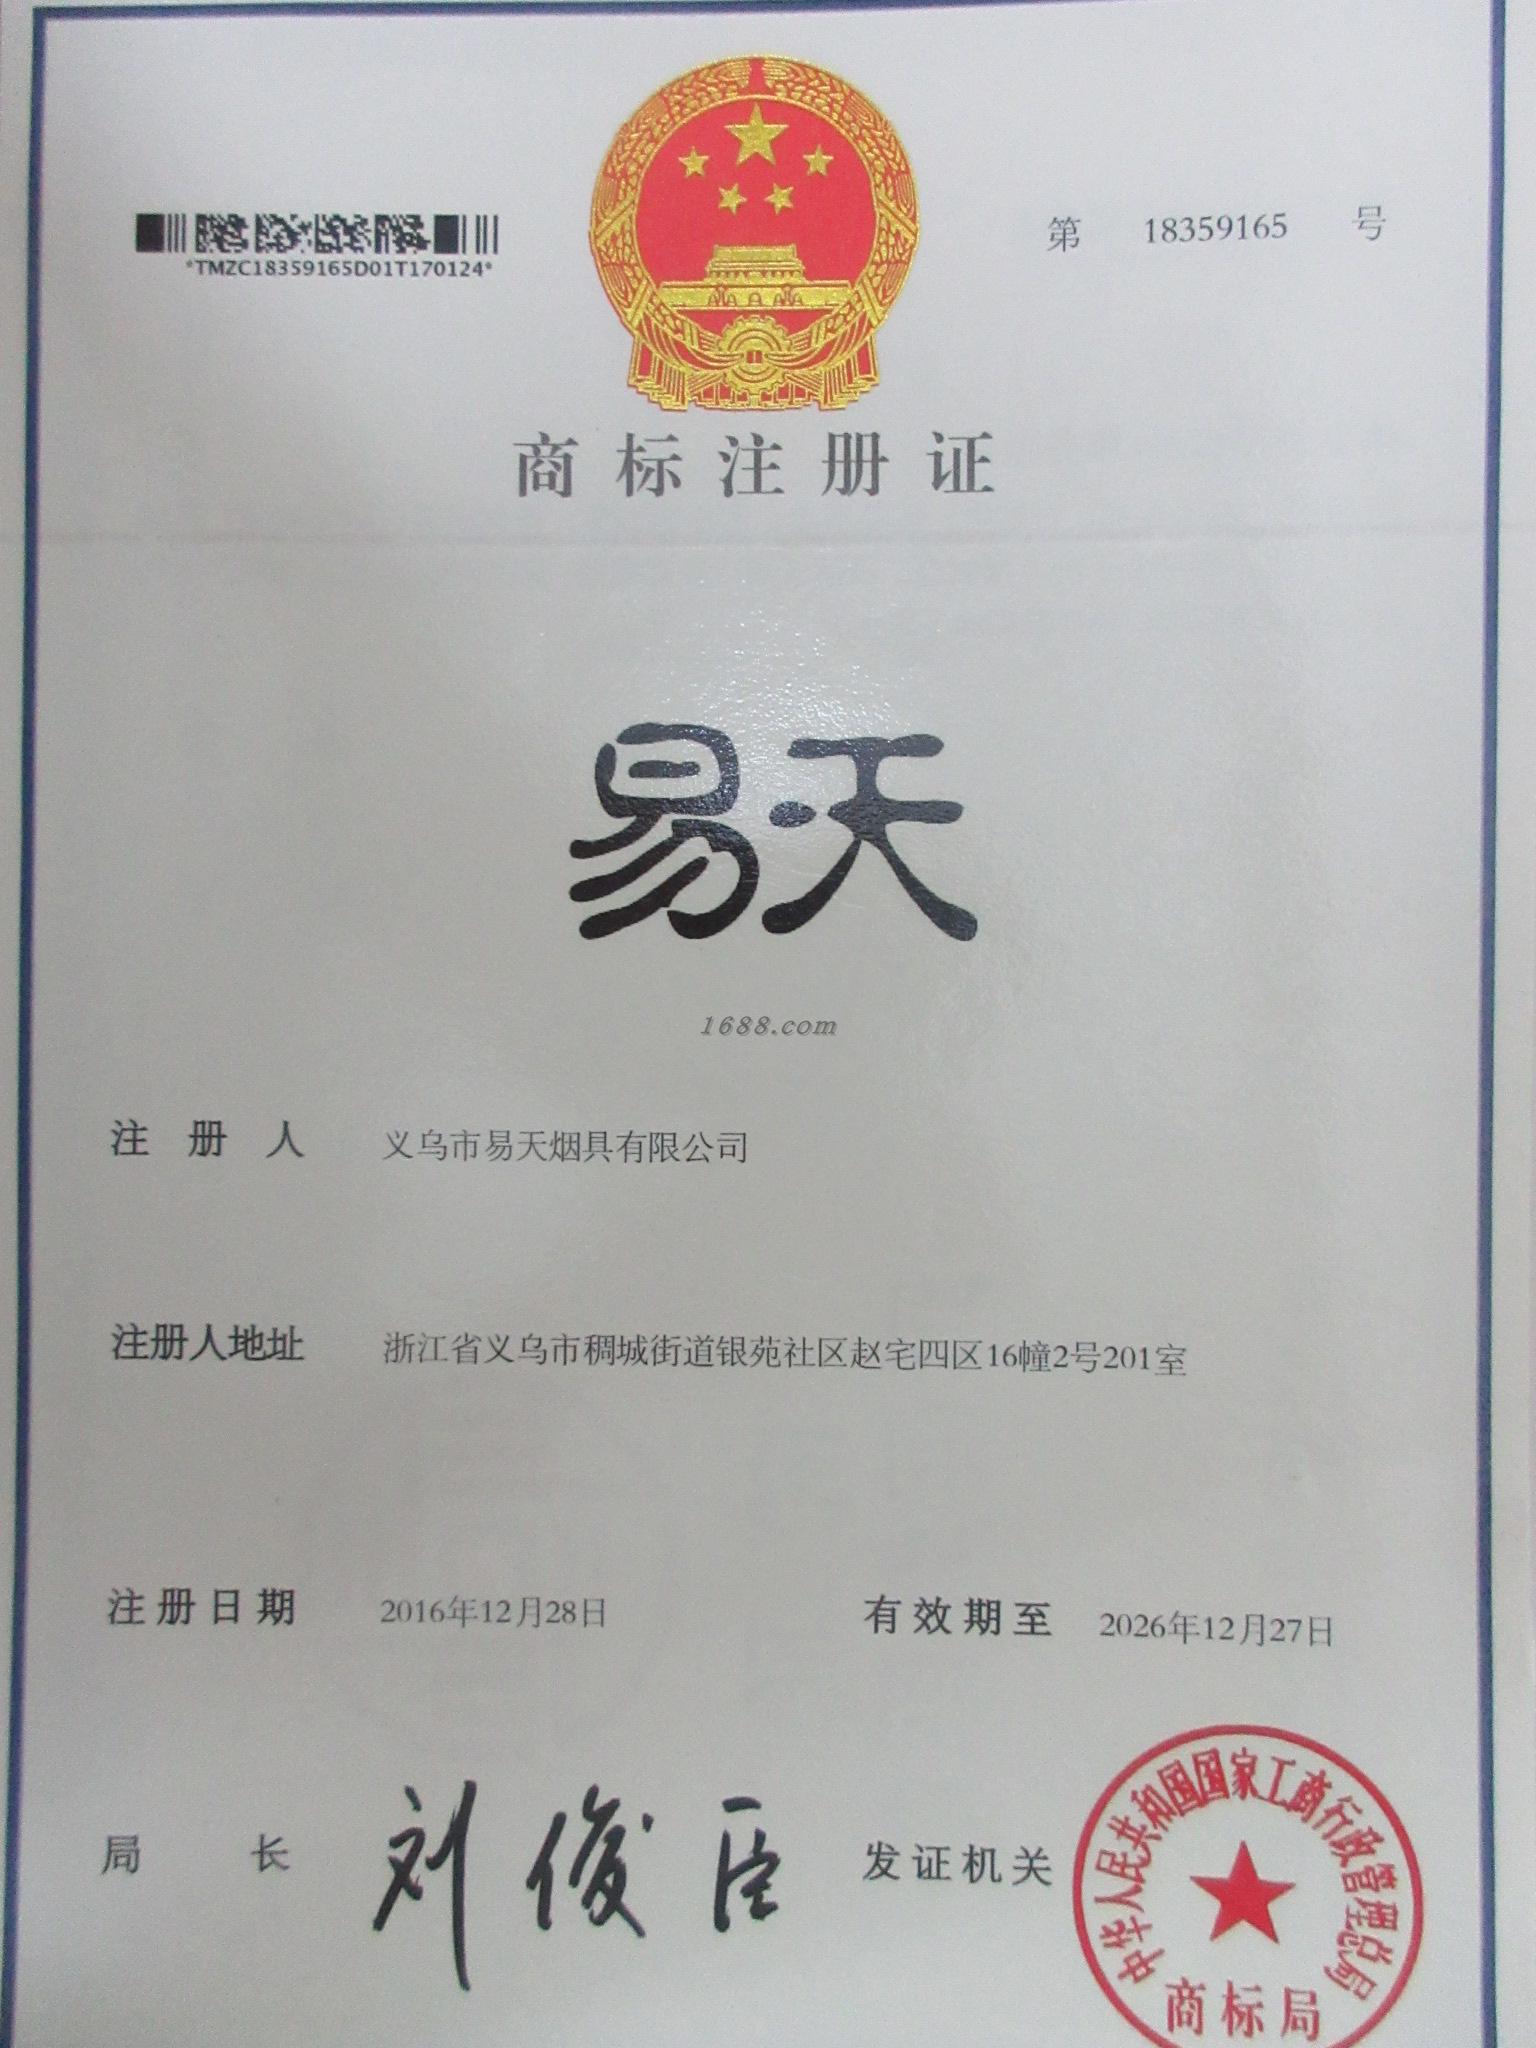 第 18359165 号
*TMZC18359165D01T170124*
商标注册证
易天
1688.com
注册人 义乌市易天烟具有限公司
注册人地址 浙江省义乌市稠城街道银苑社区赵宅四区16幢2号201室
注册日期 2016年12月28日 有效期至 2026年12月27日
局长 刘俊臣 发证机关
中华人民共和国国家工商行政管理总局
商标局